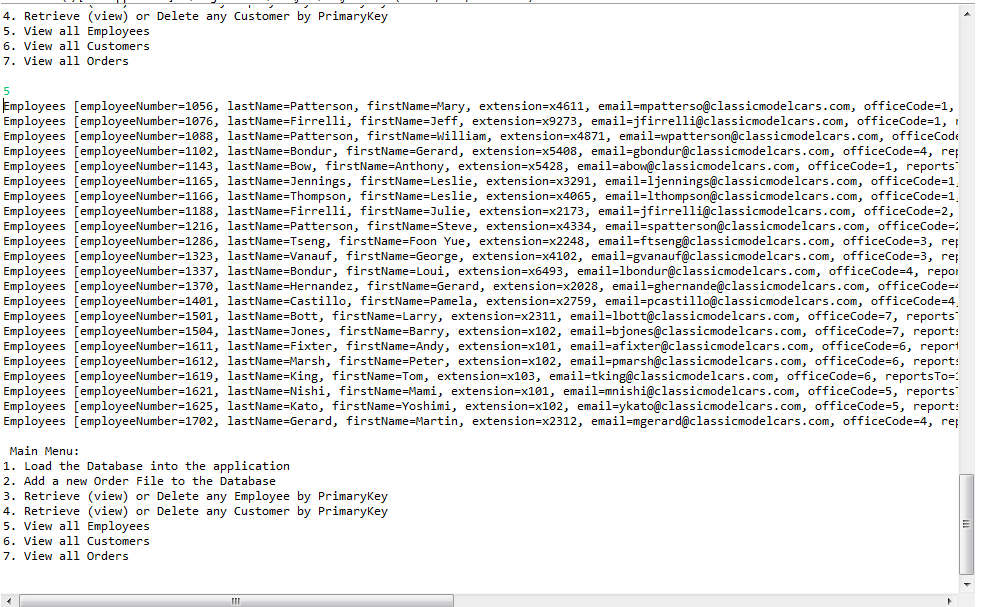 4. Retrieve (view) or Delete any Customer by PrimaryKey
5. View all Employees
6. View all Customers
7. View all Orders
5
Employees [employeeNumber=1056, lastName=Patterson, firstName=Mary, extension=x4611, email=mpatterso@classicmodelcars.com, officeCode=1,
Employees [employeeNumber=1076, lastName=Firrelli, firstName=Jeff, extension=x9273, email=jfirrelli@classicmodelcars.com, officeCode=1,
Employees [employeeNumber=1088, lastName=Patterson, firstName=William, extension=x4871, email=wpatterson@classicmodelcars.com, officeCode
Employees [employeeNumber=1102, lastName=Bondur, firstName=Gerard, extension=x5408, email=gbondur@classicmodelcars.com, officeCode=4, rep
Employees [employeeNumber=1143, lastName=Bow, firstName=Anthony, extension=x5428, email=abow@classicmodelcars.com, officeCode=1, reportsT
Employees [employeeNumber=1165, lastName=Jennings, firstName=Leslie, extension=x3291, email=ljennings@classicmodelcars.com, officeCode=1,
Employees [employeeNumber=1166, lastName=Thompson, firstName=Leslie, extension=x4065, email=lthompson@classicmodelcars.com, officeCode=1,
Employees [employeeNumber=1188, lastName=Firrelli, firstName=Julie, extension=x2173, email=jfirrelli@classicmodelcars.com, officeCode=2,
Employees [employeeNumber=1216, lastName=Patterson, firstName=Steve, extension=x4334, email=spatterson@classicmodelcars.com, officeCode=2
Employees [employeeNumber=1286, lastName=Tseng, firstName=Foon Yue, extension=x2248, email=ftseng@classicmodelcars.com, officeCode=3, rep
Employees [employeeNumber=1323, lastName=Vanauf, firstName=George, extension=x4102, email=gvanauf@classicmodelcars.com, officeCode=3, rep
Employees [employeeNumber=1337, lastName=Bondur, firstName=Loui, extension=x6493, email=lbondur@classicmodelcars.com, officeCode=4, repor
Employees [employeeNumber=1370, lastName=Hernandez, firstName=Gerard, extension=x2028, email=ghernande@classicmodelcars.com, officeCode=4
Employees [employeeNumber=1401, lastName=Castillo, firstName=Pamela, extension=x2759, email=pcastillo@classicmodelcars.com, officeCode=4,
Employees [employeeNumber=1501, lastName=Bott, firstName=Larry, extension=x2311, email=lbott@classicmodelcars.com, officeCode=7, reportsT
Employees [employeeNumber=1504, lastName=Jones, firstName=Barry, extension=x102, email=bjones@classicmodelcars.com, officeCode=7, reports
Employees [employeeNumber=1611, lastName=Fixter, firstName=Andy, extension=x101, email=afixter@classicmodelcars.com, officeCode=6, report
Employees [employeeNumber=1612, lastName=Marsh, firstName=Peter, extension=x102, email=pmarsh@classicmodelcars.com, officeCode=6, reports
Employees [employeeNumber=1619, lastName=King, firstName=Tom, extension=x103, email=tking@classicmodelcars.com, officeCode=6, reportsTo=1
Employees [employeeNumber=1621, lastName=Nishi, firstName=Mami, extension=x101, email=mnishi@classicmodelcars.com, officeCode=5, reports
Employees [employeeNumber=1625, lastName=Kato, firstName=Yoshimi, extension=x102, email=ykato@classicmodelcars.com, officeCode=5, reports
Employees [employeeNumber=1702, lastName=Gerard, firstName=Martin, extension=x2312, email=mgerard@classicmodelcars.com, officeCode=4, rep
Main Menu:
1. Load the Database into the application
2. Add a new Order File to the Database
3. Retrieve (view) or Delete any Employee by PrimaryKey
4. Retrieve (view) or Delete any Customer by PrimaryKey
5. View all Employees
6. View all Customers
7. View all Orders